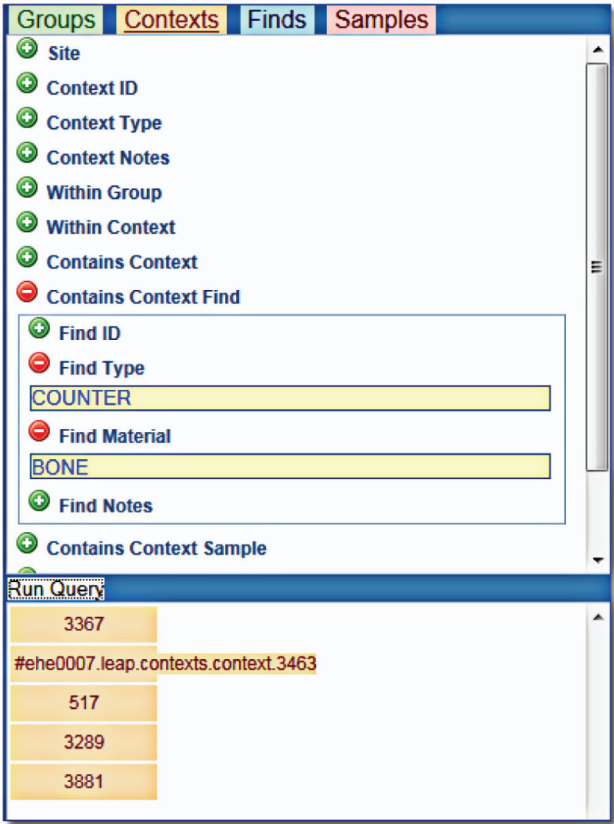 Groups Contexts Finds Samples
Site
Context ID
Context Type
Context Notes
Within Group
Within Context
Contains Context
Contains Context Find
Find ID
Find Type
COUNTER
Find Material
BONE
Find Notes
Contains Context Sample
Run Query
3367
#ehe0007.leap.contexts.context.3463
517
3289
3881